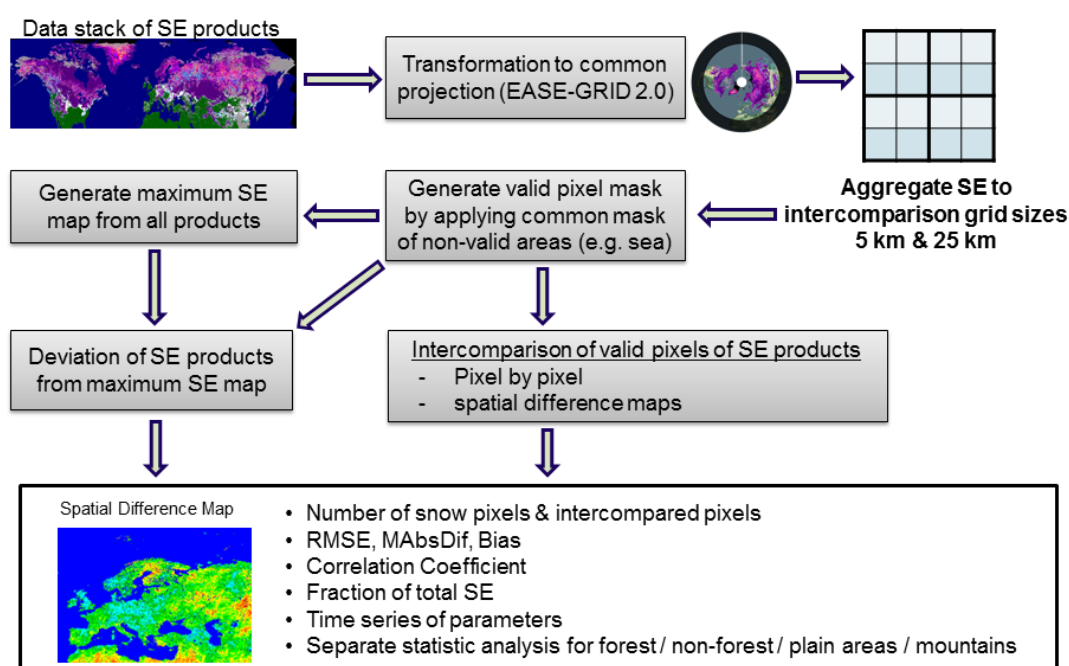 Data stack of SE products
Transformation to common
projection (EASE-GRID 2.0)
Aggregate SE to
intercomparison grid sizes
5 km & 25 km
Generate valid pixel mask
by applying common mask
of non-valid areas (e.g. sea)
Generate maximum SE
map from all products
Deviation of SE products
from maximum SE map
Intercomparison of valid pixels of SE products
- Pixel by pixel
- spatial difference maps
Spatial Difference Map
• Number of snow pixels & intercompared pixels
• RMSE, MAbsDif, Bias
• Correlation Coefficient
• Fraction of total SE
• Time series of parameters
• Separate statistic analysis for forest / non-forest / plain areas / mountains